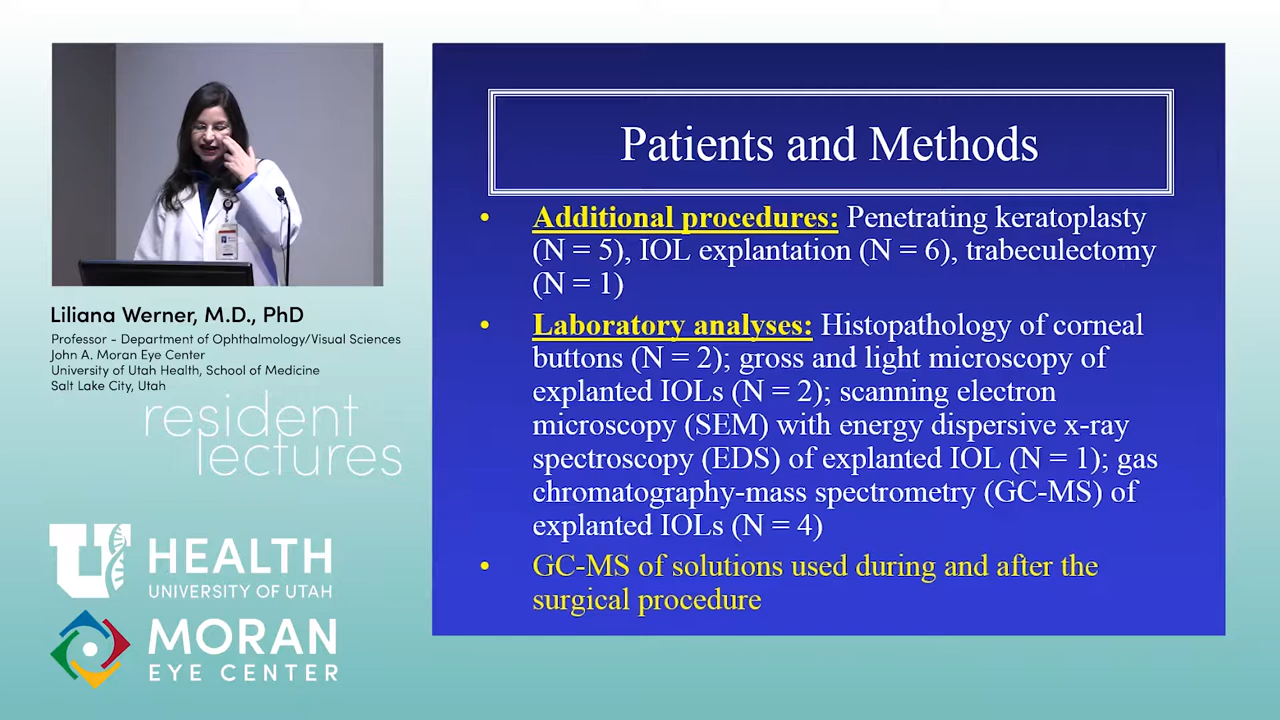 Liliana Werner, M.D., PhD
Professor - Department of Ophthalmology/Visual Sciences
John A. Moran Eye Center
University of Utah Health, School of Medicine
Salt Lake City, Utah
resident
lectures
U HEALTH
UNIVERSITY OF UTAH
MORAN
EYE CENTER
Patients and Methods
• Additional procedures: Penetrating keratoplasty
(N = 5), IOL explantation (N = 6), trabeculectomy
(N = 1)
• Laboratory analyses: Histopathology of corneal
buttons (N = 2); gross and light microscopy of
explanted IOLs (N = 2); scanning electron
microscopy (SEM) with energy dispersive x-ray
spectroscopy (EDS) of explanted IOL (N = 1); gas
chromatography-mass spectrometry (GC-MS) of
explanted IOLs (N = 4)
• GC-MS of solutions used during and after the
surgical procedure